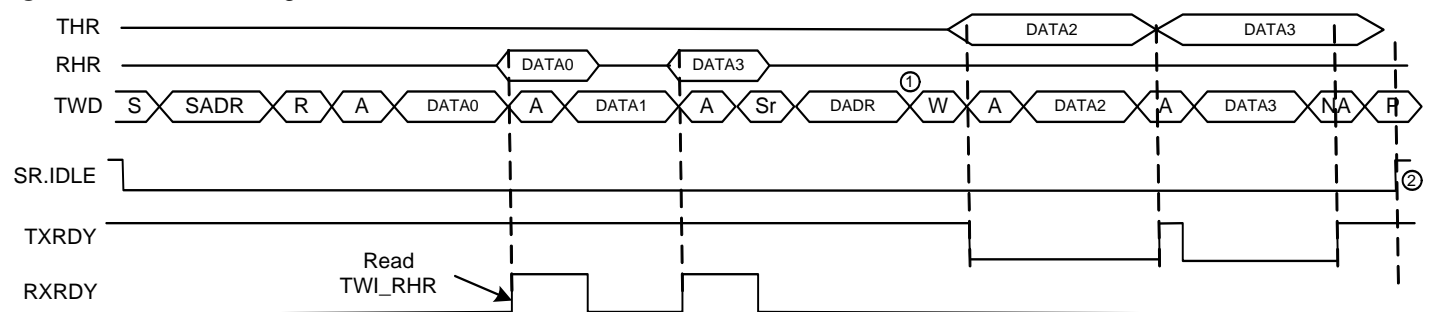 THR DATA2 DATA3
RHR DATA0 DATA3
TWD S SADR R A DATA0 A DATA1 A Sr DADR ① W A DATA2 A DATA3 NA P
SR.IDLE ②
TXRDY
Read
TWI_RHR
RXRDY